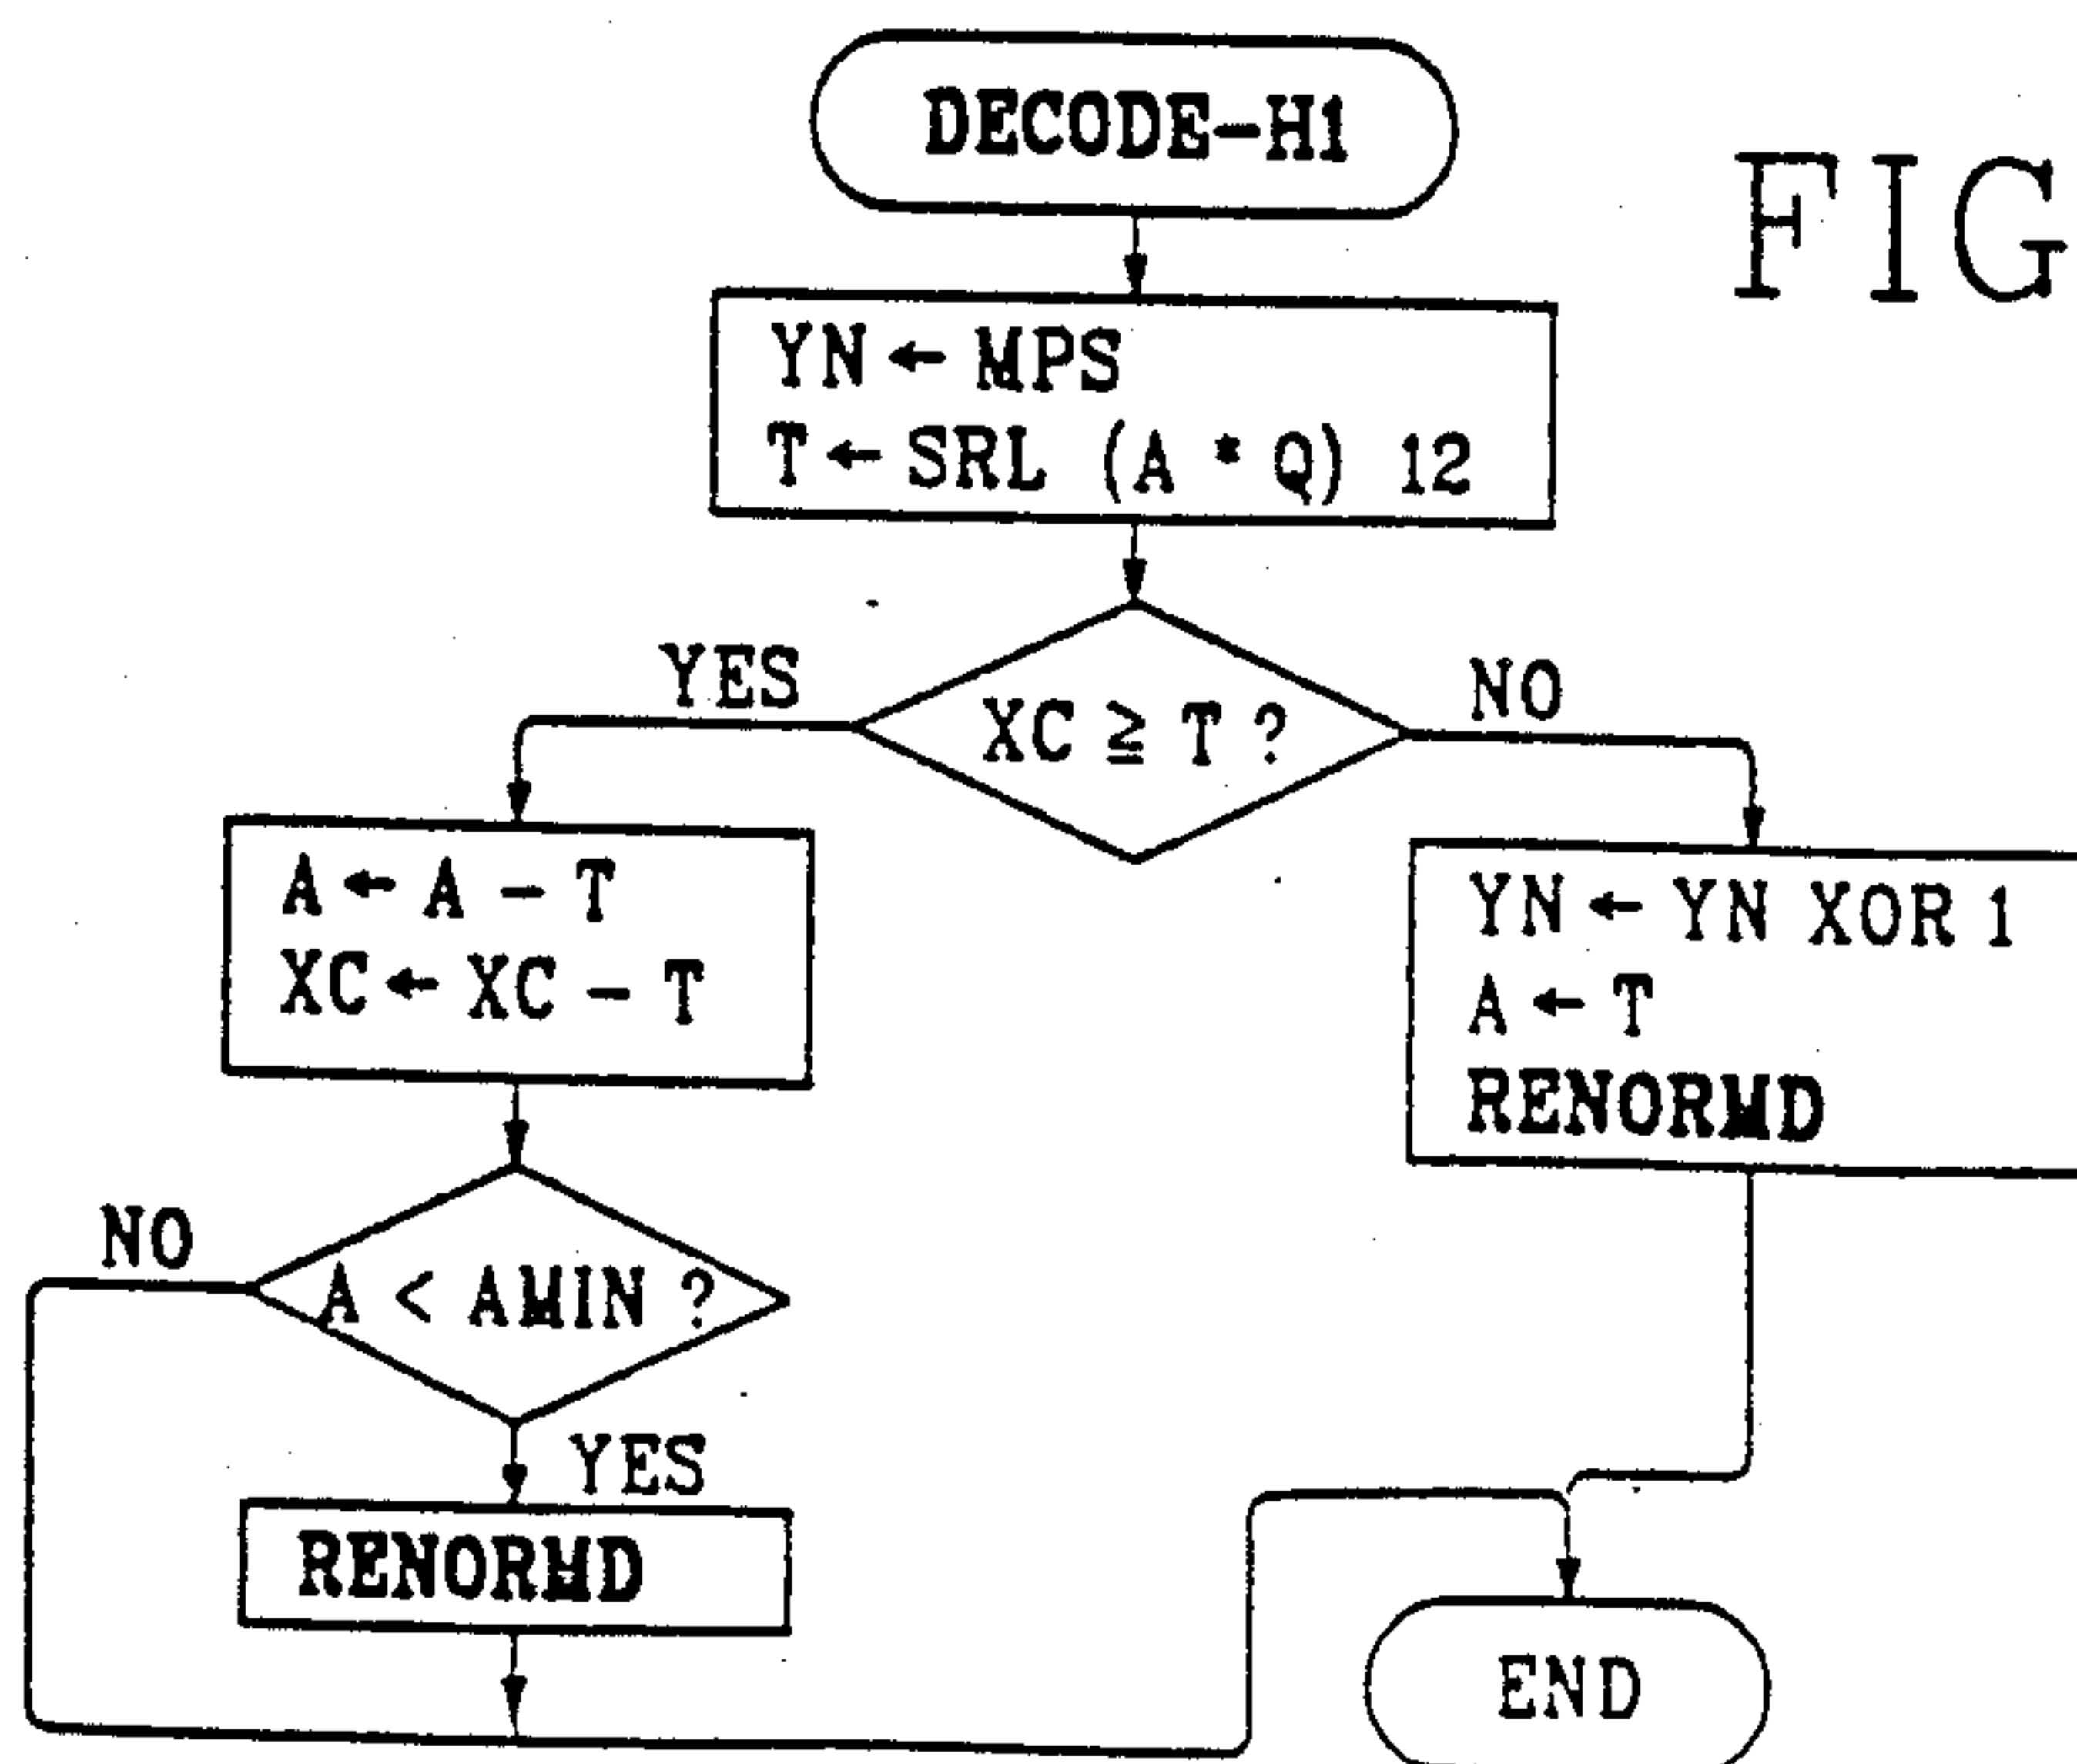 DECODE-H1
FIG
YN ← MPS
T ← SRL (A * Q) 12
XC ≧ T ?
YES
NO
A ← A - T
XC ← XC - T
YN ← YN XOR 1
A ← T
RENORMD
A < AMIN ?
NO
YES
RENORMD
END